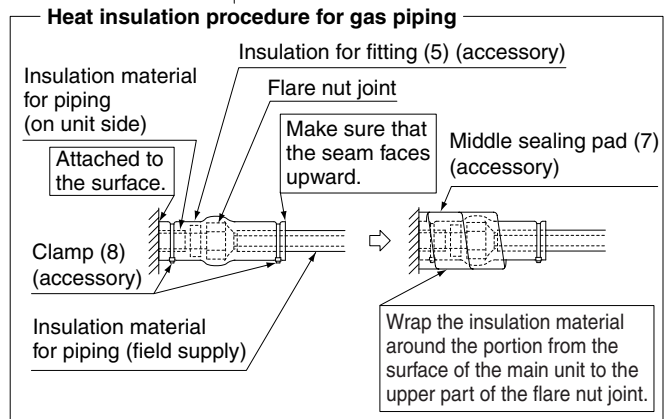 Heat insulation procedure for gas piping
Insulation for fitting (5) (accessory)
Insulation material
for piping
(on unit side)
Flare nut joint
Attached to
the surface.
Make sure that
the seam faces
upward.
Middle sealing pad (7)
(accessory)
Clamp (8)
(accessory)
Insulation material
for piping (field supply)
Wrap the insulation material
around the portion from the
surface of the main unit to the
upper part of the flare nut joint.